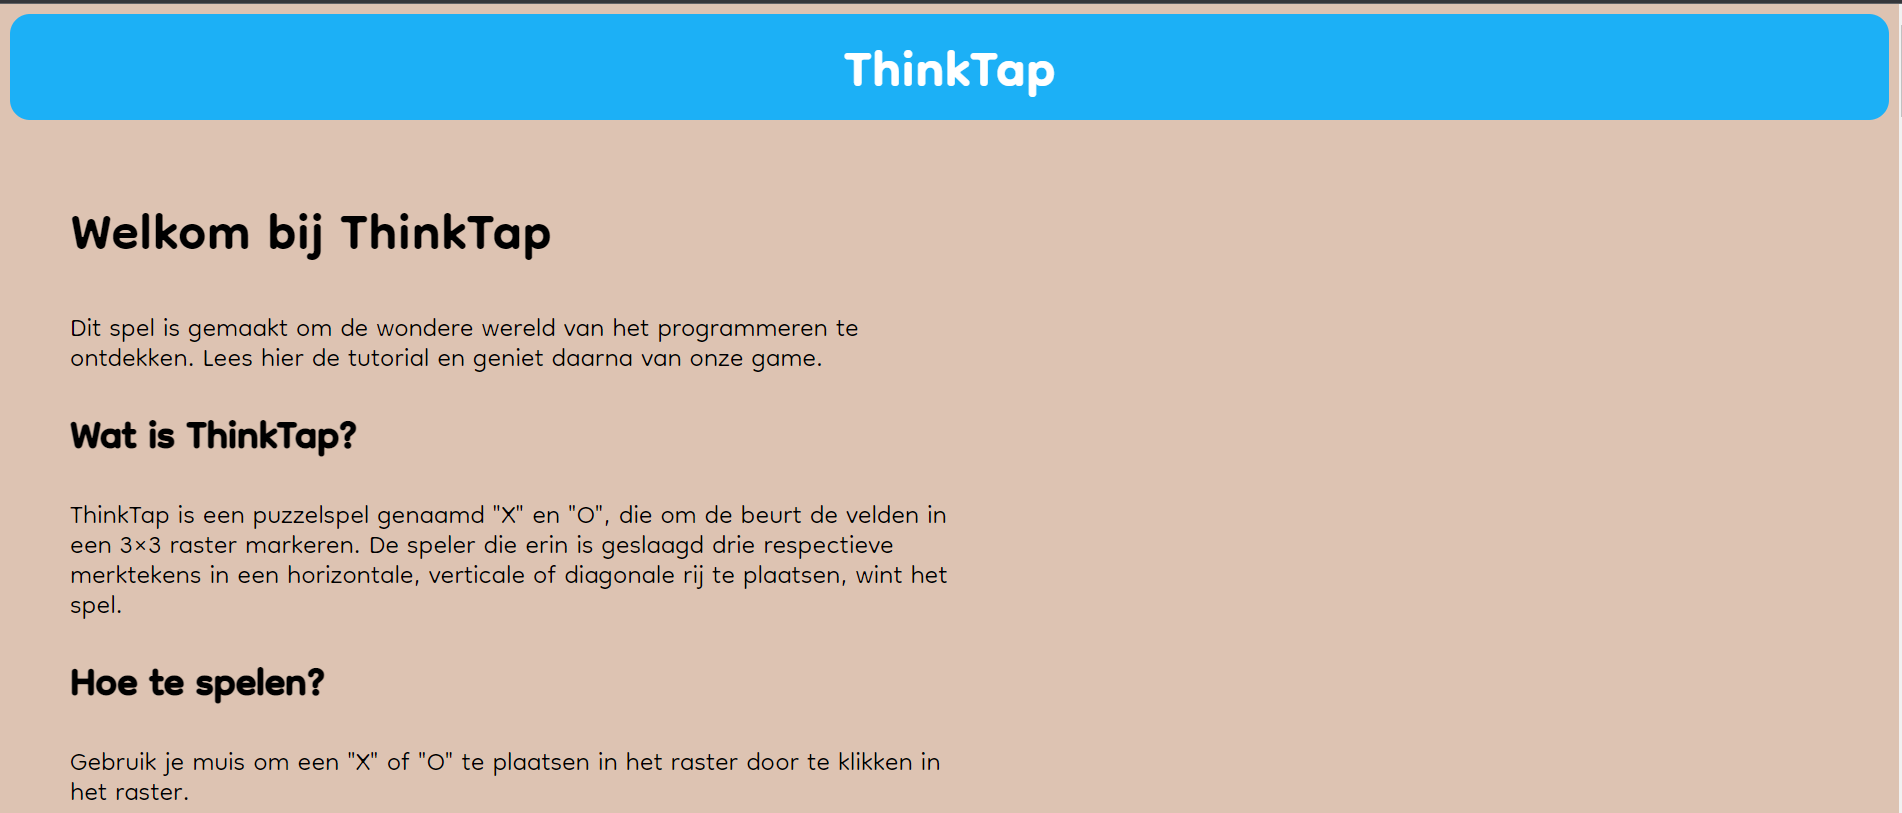 ThinkTap
Welkom bij ThinkTap
Dit spel is gemaakt om de wondere wereld van het programmeren te
ontdekken. Lees hier de tutorial en geniet daarna van onze game.
Wat is ThinkTap?
ThinkTap is een puzzelspel genaamd "X" en "O", die om de beurt de velden in
een 3×3 raster markeren. De speler die erin is geslaagd drie respectieve
merktekens in een horizontale, verticale of diagonale rij te plaatsen, wint het
spel.
Hoe te spelen?
Gebruik je muis om een "X" of "O" te plaatsen in het raster door te klikken in
het raster.